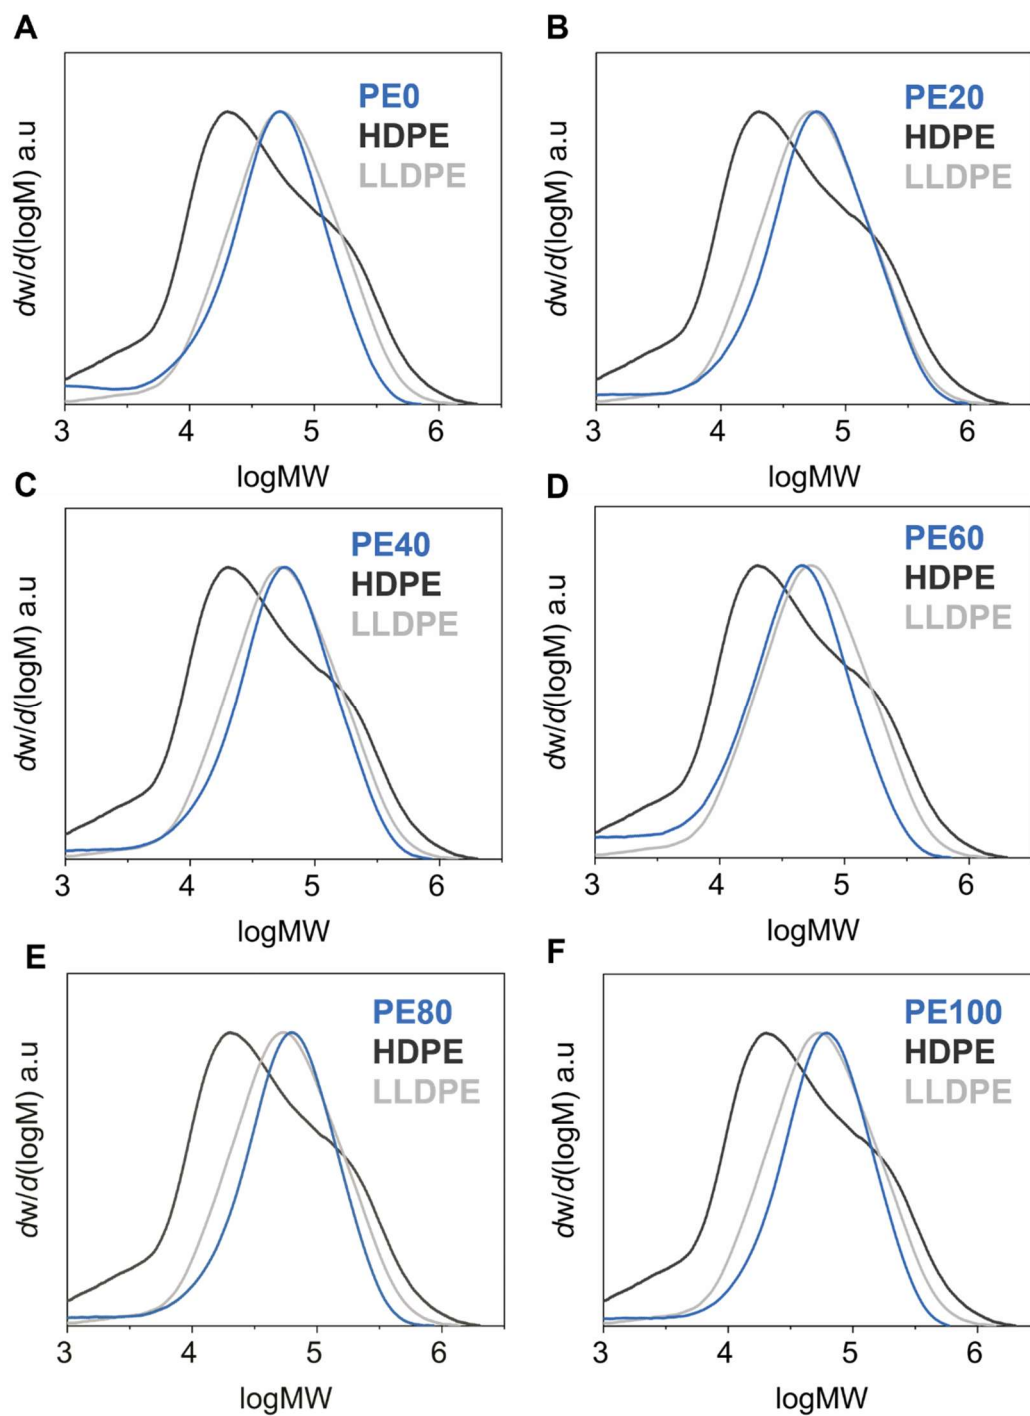 A
PE0
HDPE
LLDPE
dw/d(logM) a.u
3 4 5 6
logMW
B
PE20
HDPE
LLDPE
dw/d(logM) a.u
3 4 5 6
logMW
C
PE40
HDPE
LLDPE
dw/d(logM) a.u
3 4 5 6
logMW
D
PE60
HDPE
LLDPE
dw/d(logM) a.u
3 4 5 6
logMW
E
PE80
HDPE
LLDPE
dw/d(logM) a.u
3 4 5 6
logMW
F
PE100
HDPE
LLDPE
dw/d(logM) a.u
3 4 5 6
logMW